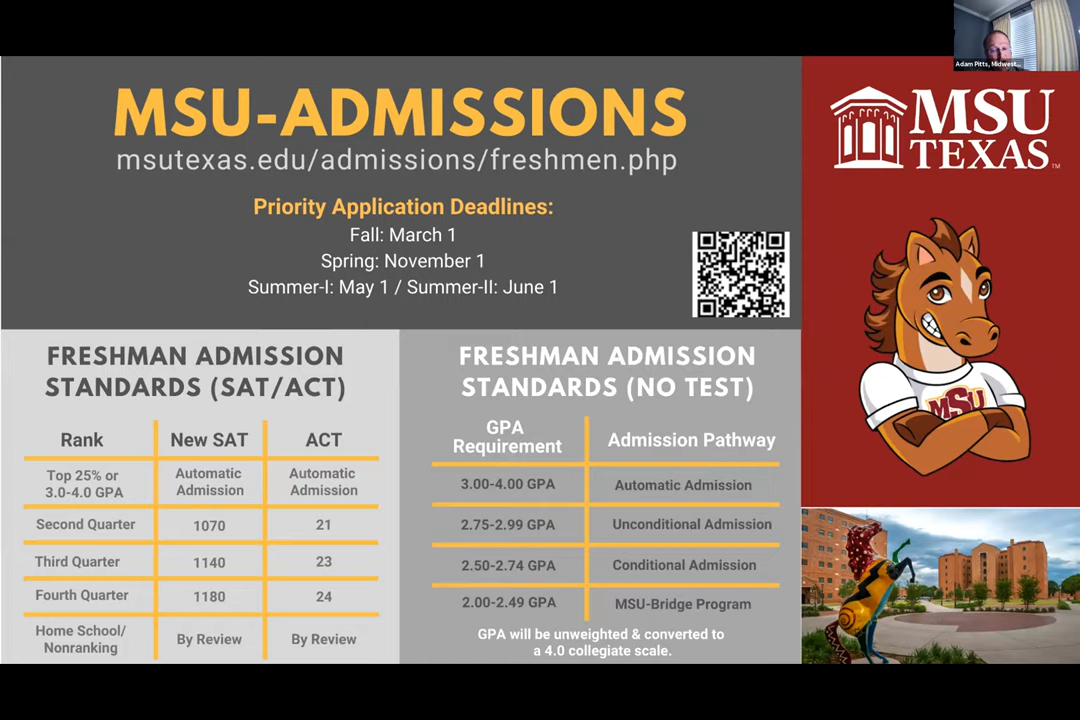 Adam Pitts, Midwest...
MSU-ADMISSIONS
msutexas.edu/admissions/freshmen.php
Priority Application Deadlines:
Fall: March 1
Spring: November 1
Summer-I: May 1 / Summer-II: June 1
MSU
TEXAS™
MSU
FRESHMAN ADMISSION
STANDARDS (SAT/ACT)
Rank New SAT ACT
Top 25% or
3.0-4.0 GPA
Automatic
Admission
Automatic
Admission
Second Quarter 1070 21
Third Quarter 1140 23
Fourth Quarter 1180 24
Home School/
Nonranking
By Review By Review
FRESHMAN ADMISSION
STANDARDS (NO TEST)
GPA
Requirement
Admission Pathway
3.00-4.00 GPA Automatic Admission
2.75-2.99 GPA Unconditional Admission
2.50-2.74 GPA Conditional Admission
2.00-2.49 GPA MSU-Bridge Program
GPA will be unweighted & converted to
a 4.0 collegiate scale.